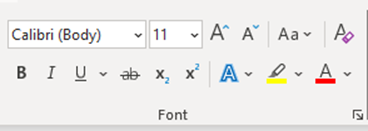 Calibri (Body) 11 A A Aa A
B I U ab x2 x2 A A
Font